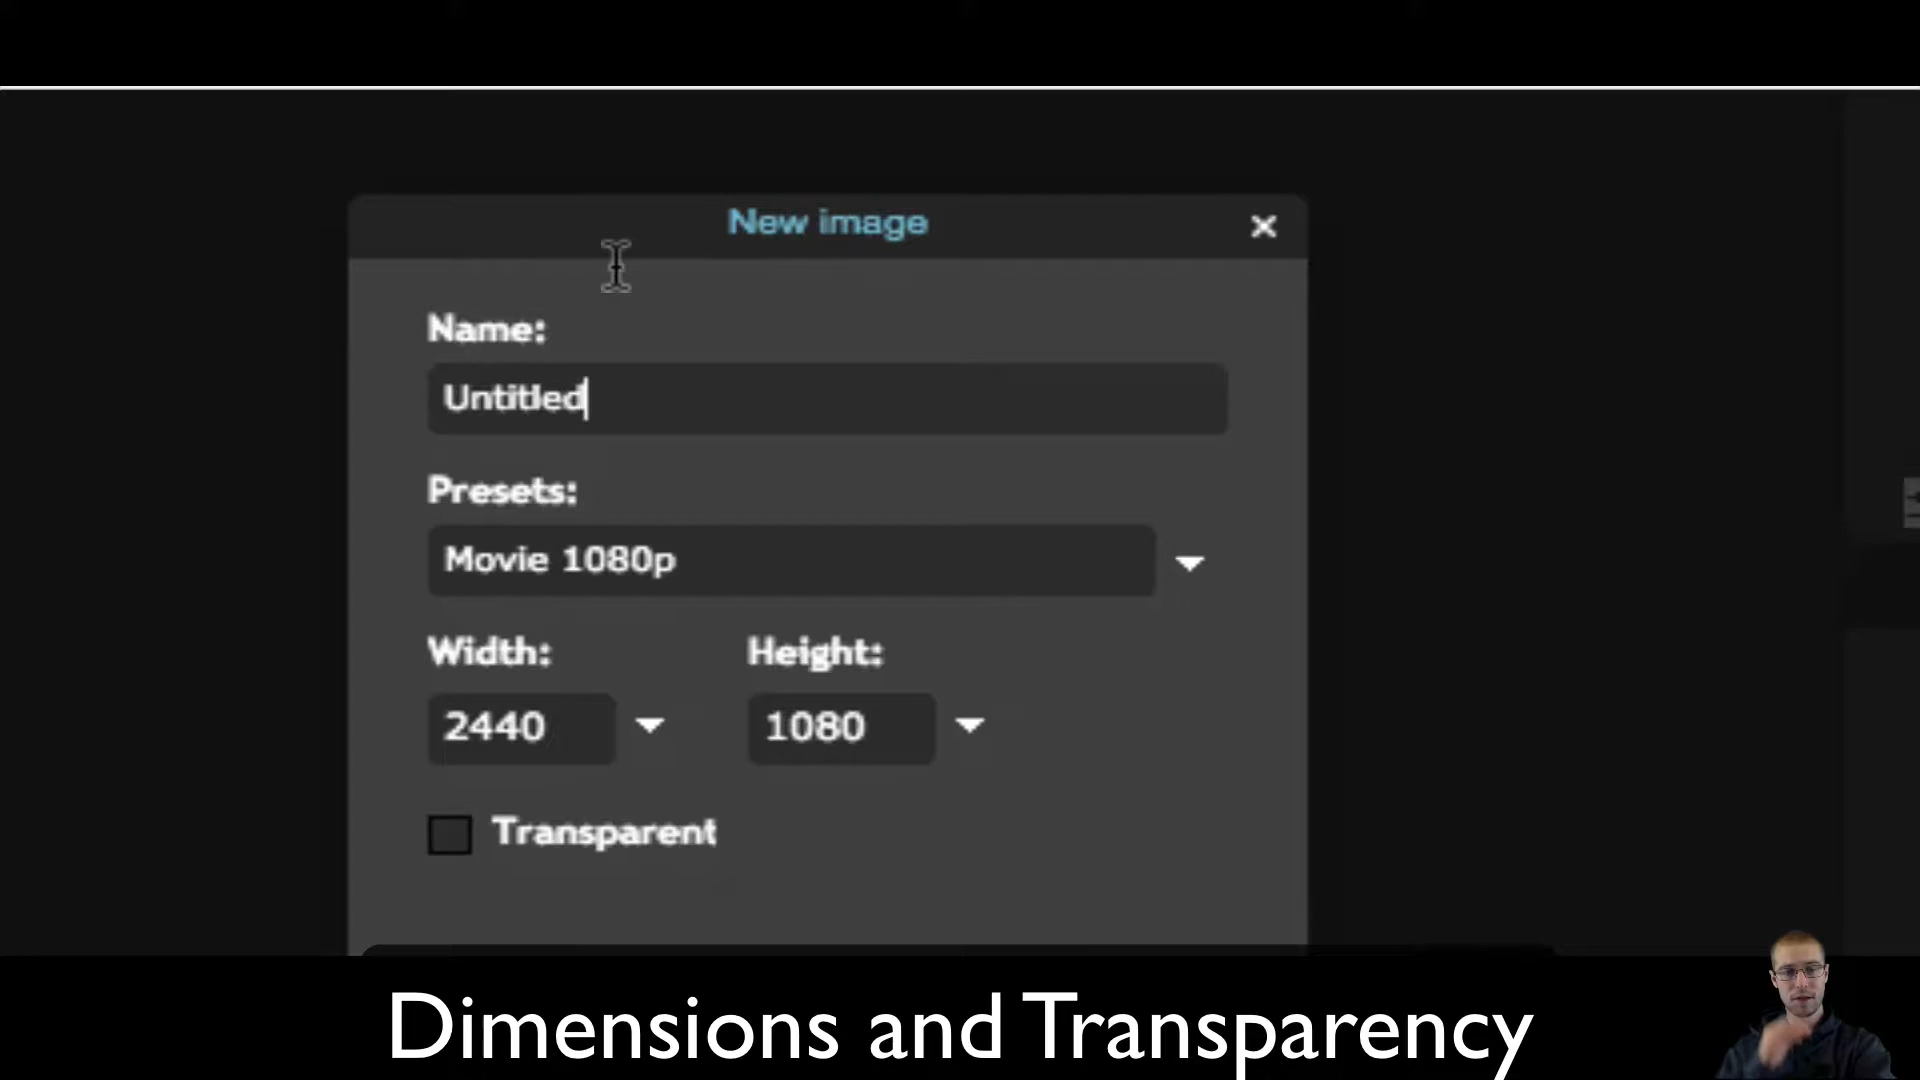 New image
Name:
Untitled
Presets:
Movie 1080p
Width: Height:
2440 1080
Transparent
Dimensions and Transparency